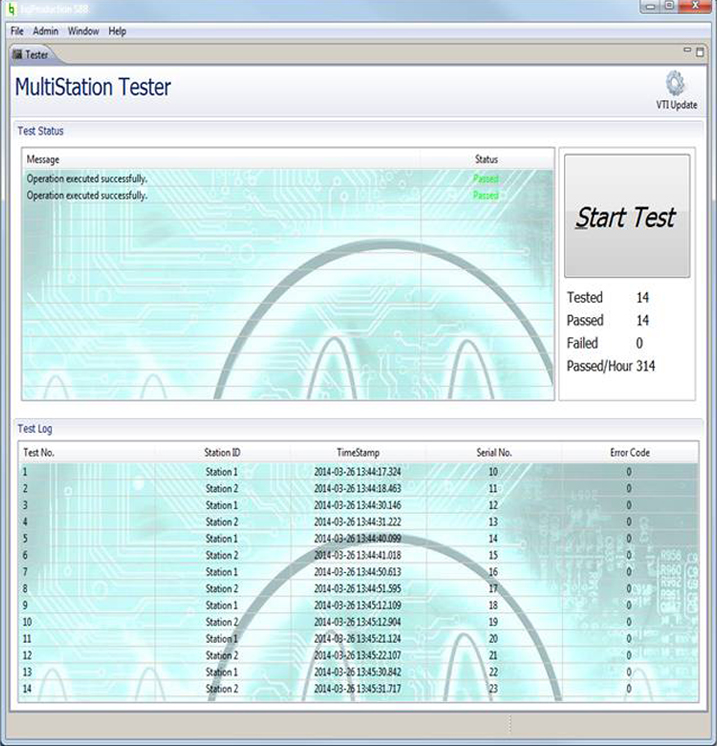 bqProduction SBB
File Admin Window Help
Tester
MultiStation Tester
VTI Update
Test Status
Message Status
Operation executed successfully. Passed
Operation executed successfully. Passed
Start Test
Tested 14
Passed 14
Failed 0
Passed/Hour 314
Test Log
Test No. Station ID TimeStamp Serial No. Error Code
1 Station 1 2014-03-26 13:44:17.324 10 0
2 Station 2 2014-03-26 13:44:18.463 11 0
3 Station 1 2014-03-26 13:44:30.146 12 0
4 Station 2 2014-03-26 13:44:31.222 13 0
5 Station 1 2014-03-26 13:44:40.099 14 0
6 Station 2 2014-03-26 13:44:41.018 15 0
7 Station 1 2014-03-26 13:44:50.613 16 0
8 Station 2 2014-03-26 13:44:51.595 17 0
9 Station 1 2014-03-26 13:45:12.109 18 0
10 Station 2 2014-03-26 13:45:12.904 19 0
11 Station 1 2014-03-26 13:45:21.124 20 0
12 Station 2 2014-03-26 13:45:22.107 21 0
13 Station 1 2014-03-26 13:45:30.842 22 0
14 Station 2 2014-03-26 13:45:31.717 23 0